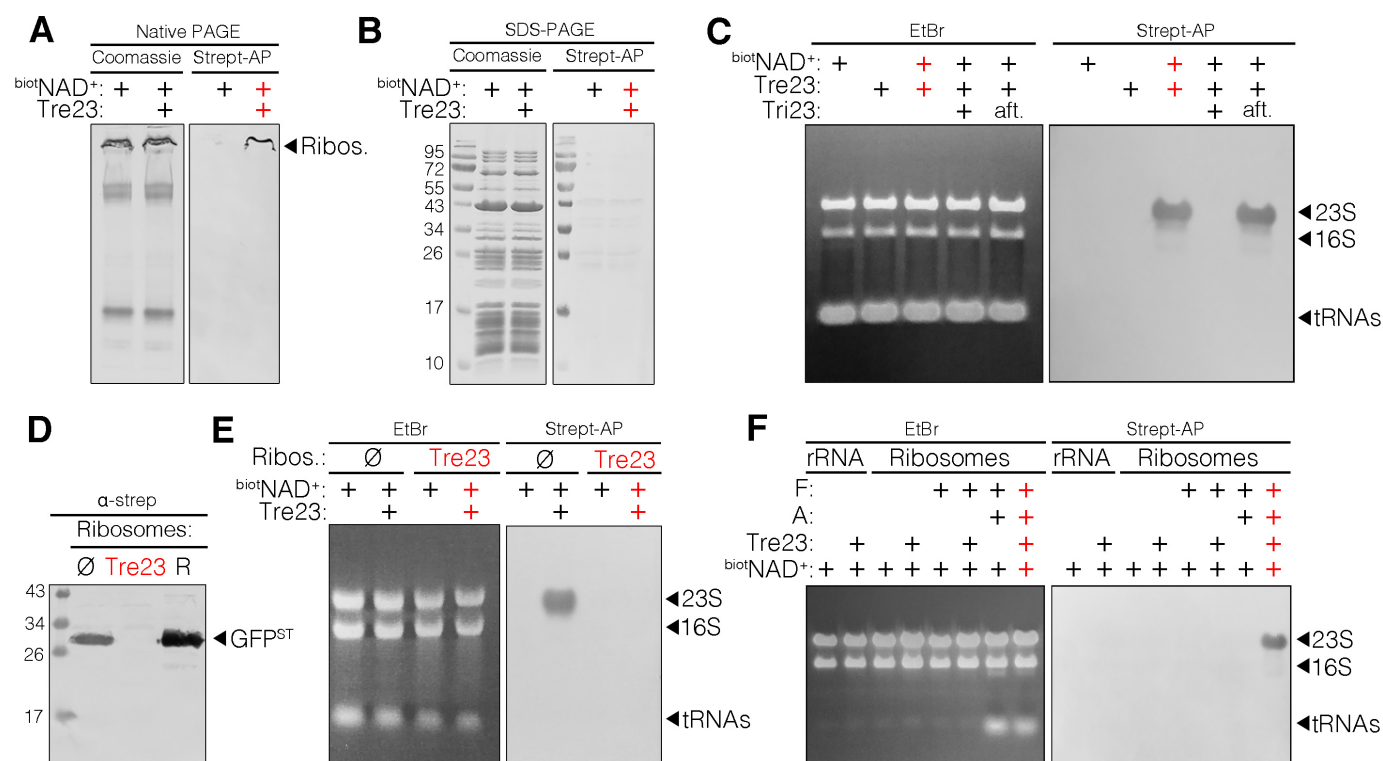 A
Native PAGE
Coomassie Strept-AP
biotNAD+: + + + +
Tre23: + +
Ribos.
B
SDS-PAGE
Coomassie Strept-AP
biotNAD+: + + + +
Tre23: + +
95
72
55
43
34
26
17
10
C
EtBr Strept-AP
biotNAD+: + + + + + + + +
Tre23: + + + + + + + +
Tri23: + aft. + aft.
23S
16S
tRNAs
D
α-strep
Ribosomes:
Ø Tre23 R
43
34
26
17
GFPST
E
EtBr Strept-AP
Ribos.: Ø Tre23 Ø Tre23
biotNAD+: + + + + + + + +
Tre23: + + + +
23S
16S
tRNAs
F
EtBr Strept-AP
rRNA Ribosomes rRNA Ribosomes
F: + + + + + + + +
A: + + + +
Tre23: + + + + + + + +
biotNAD+: + + + + + + + + + + + + + + + +
23S
16S
tRNAs